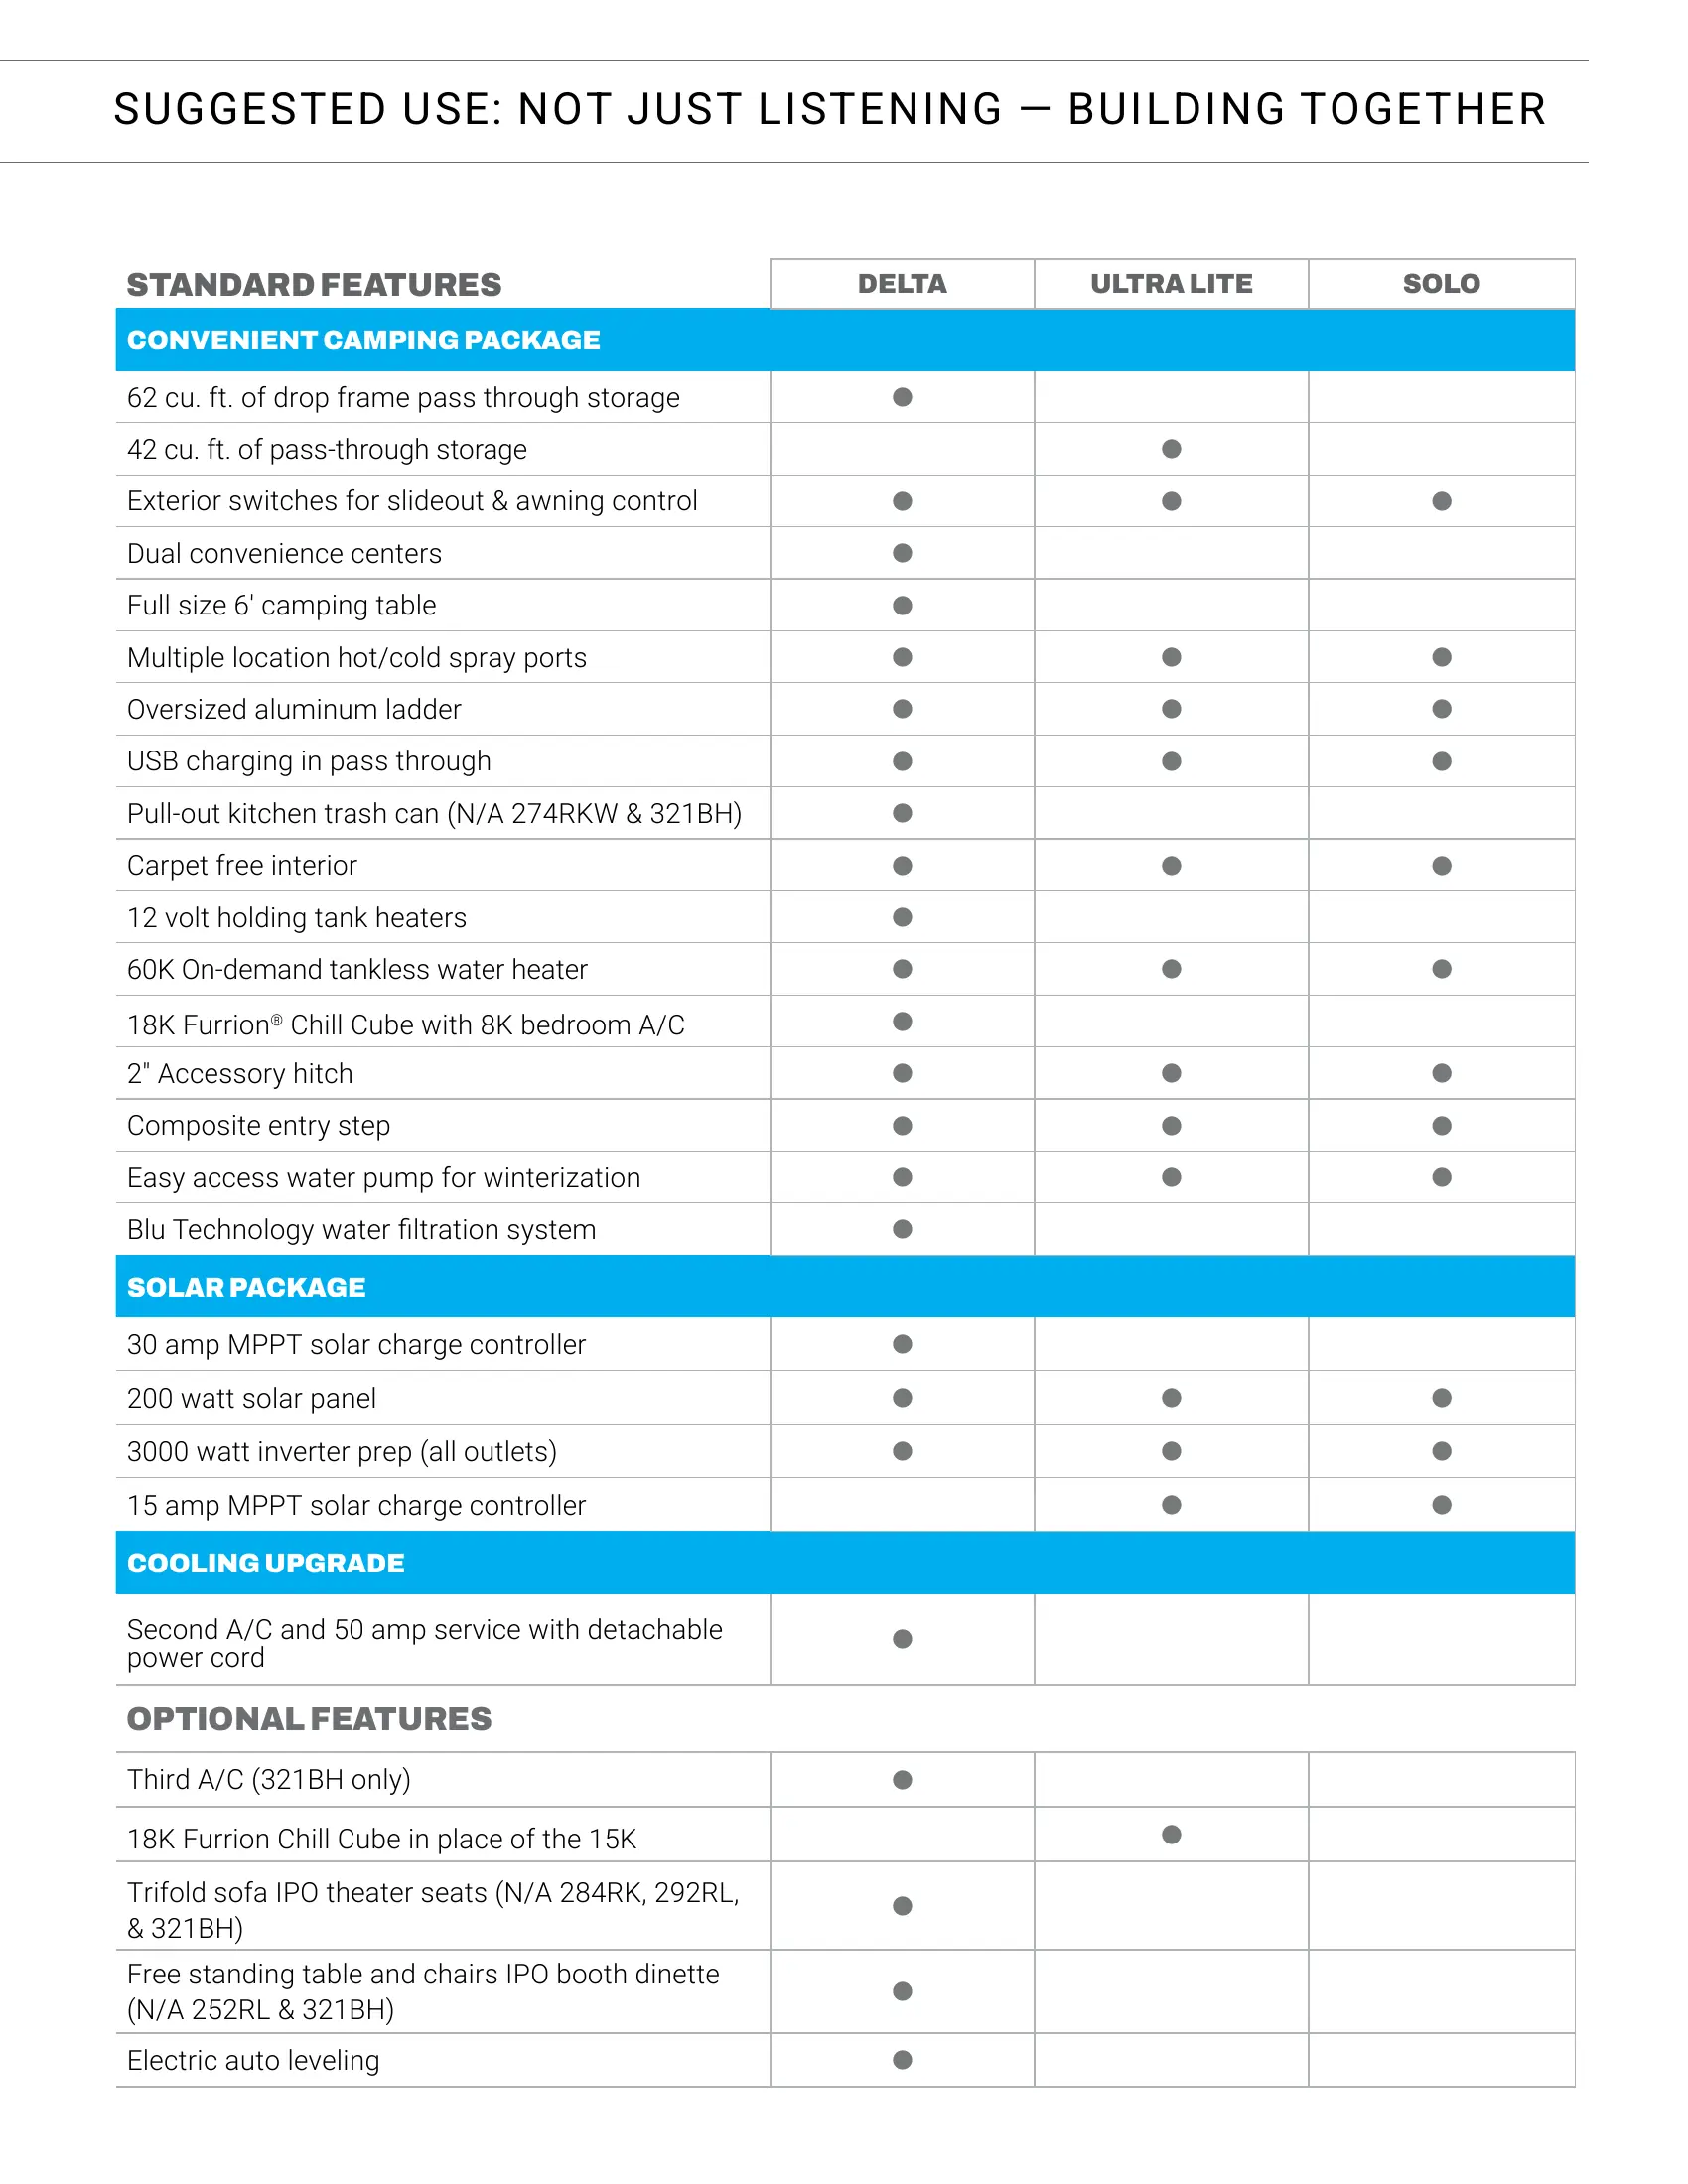 SUGGESTED USE: NOT JUST LISTENING — BUILDING TOGETHER
STANDARD FEATURES DELTA ULTRA LITE SOLO
CONVENIENT CAMPING PACKAGE
62 cu. ft. of drop frame pass through storage ●
42 cu. ft. of pass-through storage ●
Exterior switches for slideout & awning control ● ● ●
Dual convenience centers ●
Full size 6' camping table ●
Multiple location hot/cold spray ports ● ● ●
Oversized aluminum ladder ● ● ●
USB charging in pass through ● ● ●
Pull-out kitchen trash can (N/A 274RKW & 321BH) ●
Carpet free interior ● ● ●
12 volt holding tank heaters ●
60K On-demand tankless water heater ● ● ●
18K Furrion® Chill Cube with 8K bedroom A/C ●
2" Accessory hitch ● ● ●
Composite entry step ● ● ●
Easy access water pump for winterization ● ● ●
Blu Technology water filtration system ●
SOLAR PACKAGE
30 amp MPPT solar charge controller ●
200 watt solar panel ● ● ●
3000 watt inverter prep (all outlets) ● ● ●
15 amp MPPT solar charge controller ● ●
COOLING UPGRADE
Second A/C and 50 amp service with detachable
power cord ●
OPTIONAL FEATURES
Third A/C (321BH only) ●
18K Furrion Chill Cube in place of the 15K ●
Trifold sofa IPO theater seats (N/A 284RK, 292RL,
& 321BH) ●
Free standing table and chairs IPO booth dinette
(N/A 252RL & 321BH) ●
Electric auto leveling ●